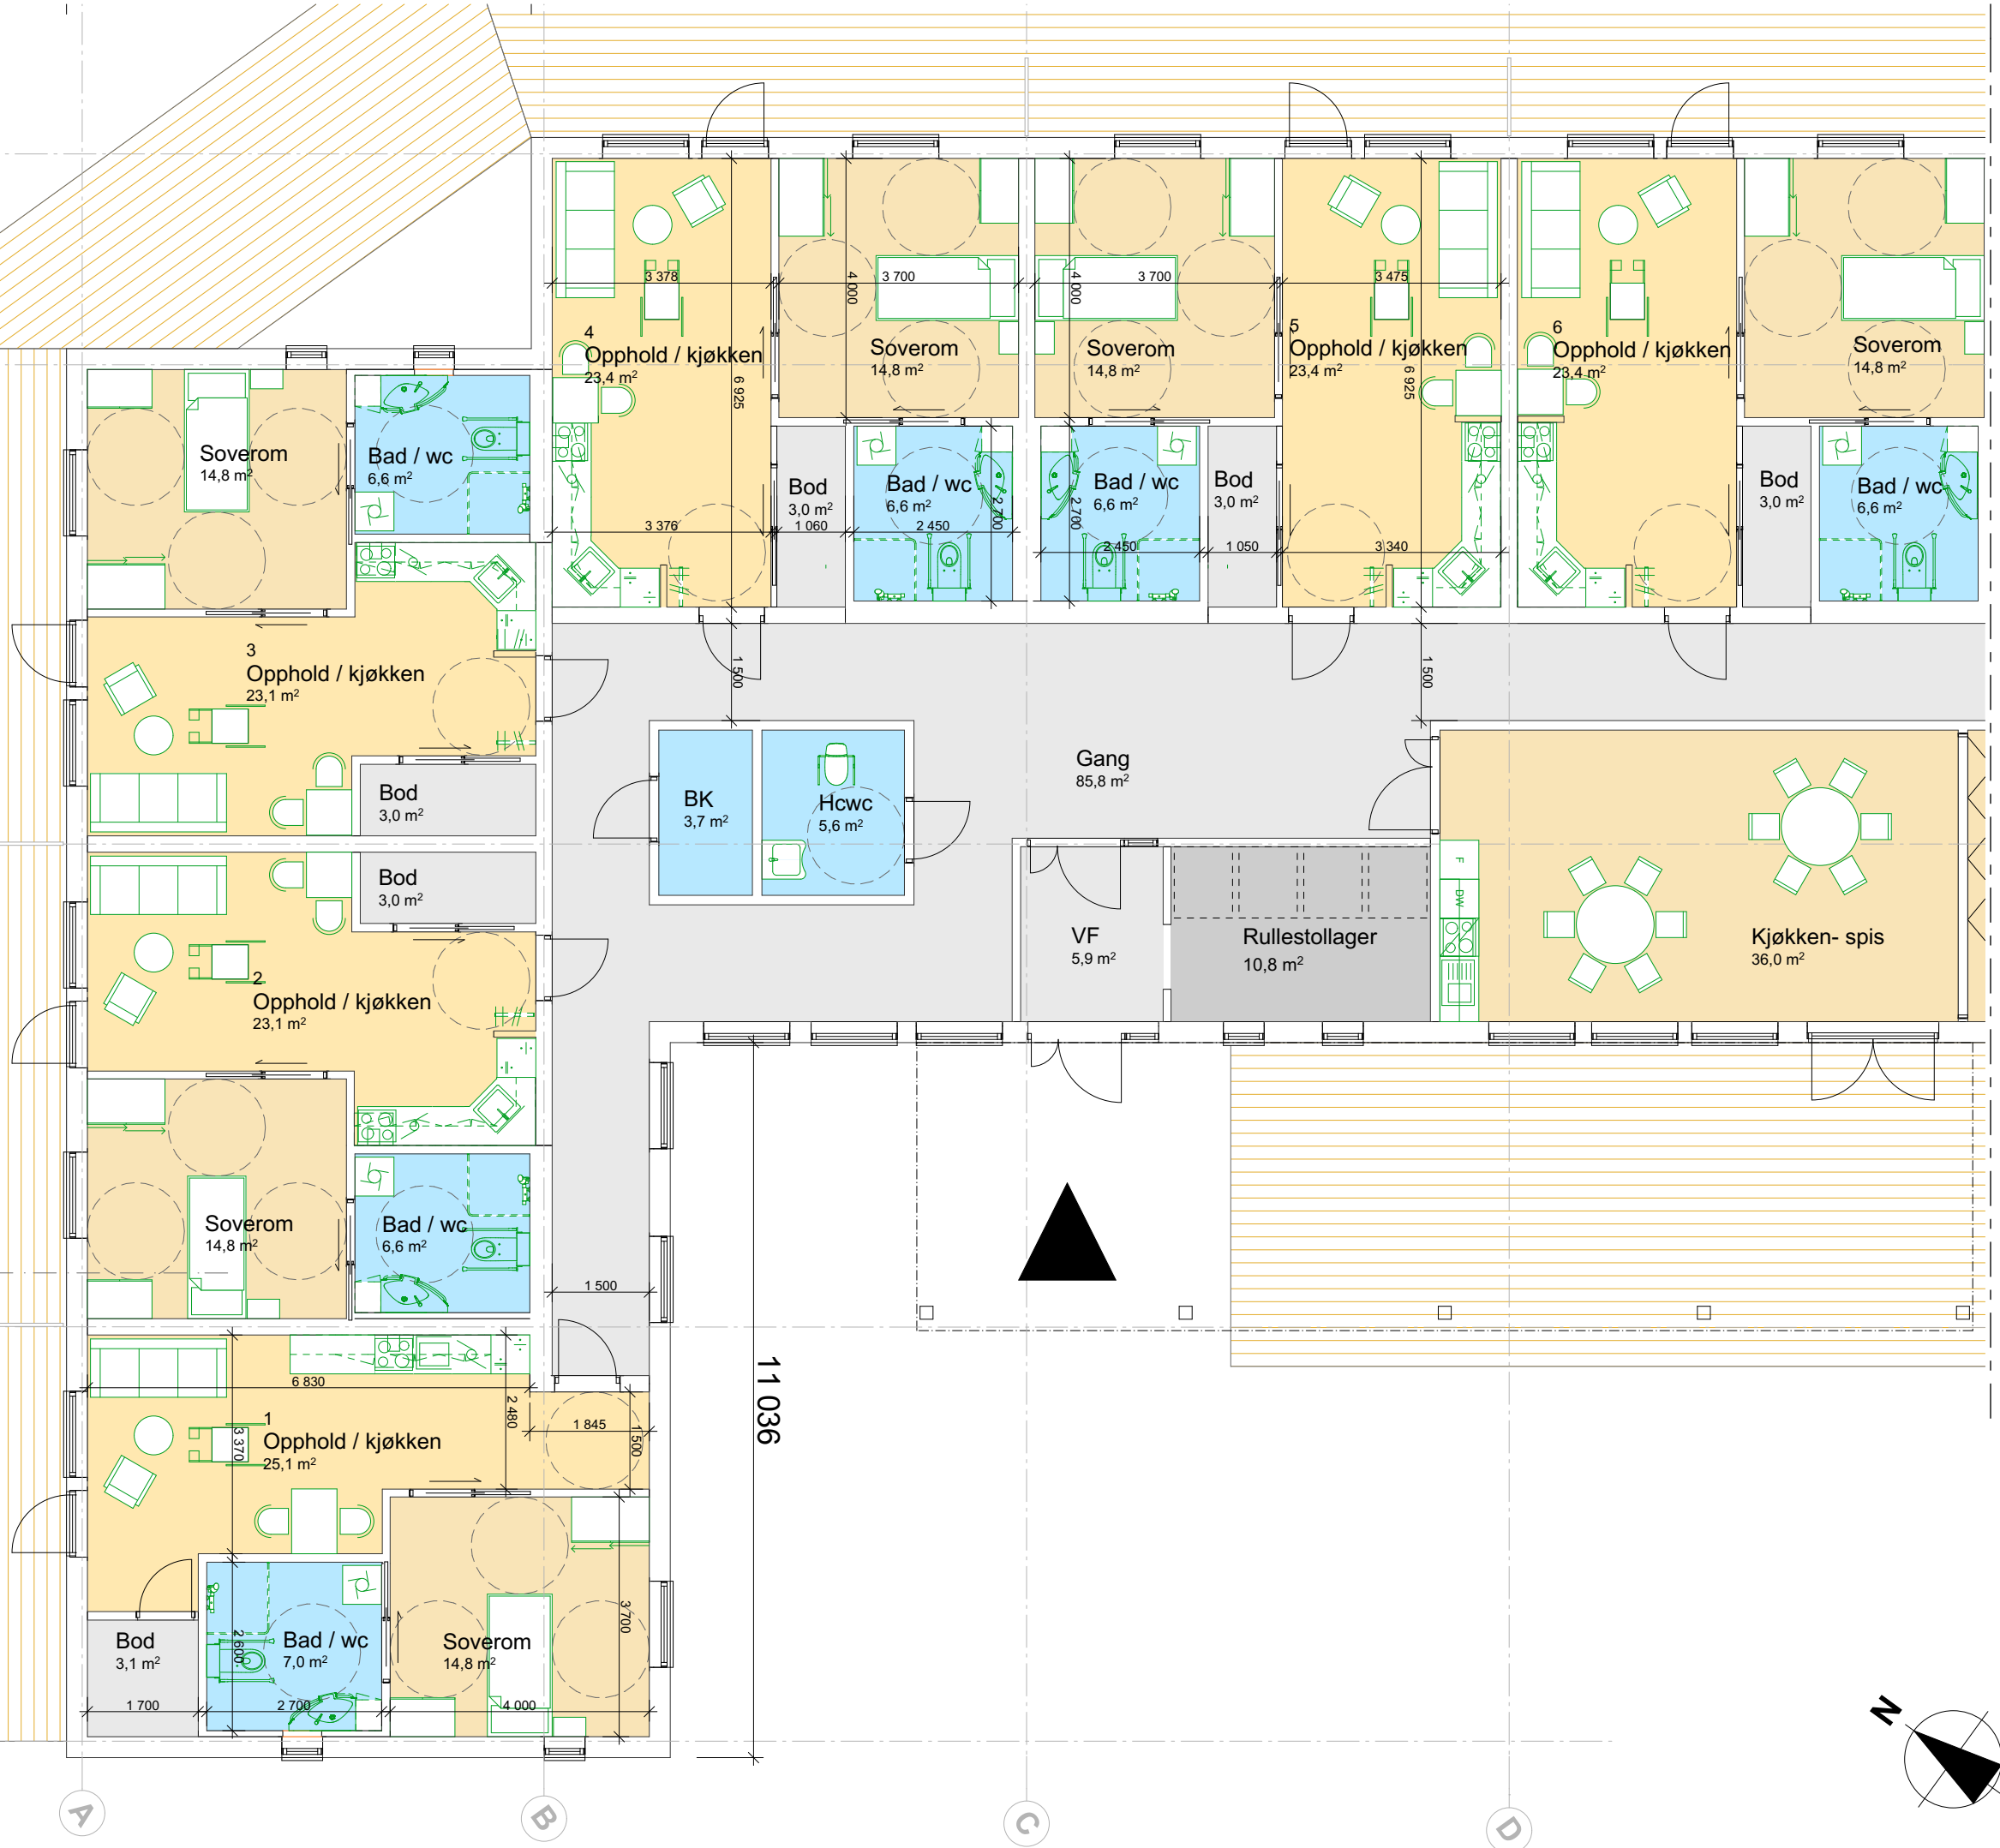 3 378
3 700
3 700
3 475
4 000
4 000
4
Opphold / kjøkken
23,4 m²
6 925
Soverom
14,8 m²
Soverom
14,8 m²
5
Opphold / kjøkken
23,4 m²
6 925
6
Opphold / kjøkken
23,4 m²
Soverom
14,8 m²
Soverom
14,8 m²
Bad / wc
6,6 m²
Bod
3,0 m²
Bad / wc
6,6 m²
2 700
Bad / wc
6,6 m²
2 700
Bod
3,0 m²
Bod
3,0 m²
Bad / wc
6,6 m²
3 376
1 060
2 450
2 450
1 050
3 340
3
Opphold / kjøkken
23,1 m²
1 500
1 500
Bod
3,0 m²
BK
3,7 m²
Hcwc
5,6 m²
Gang
85,8 m²
Bod
3,0 m²
F
DW
VF
5,9 m²
Rullestollager
10,8 m²
Kjøkken- spis
36,0 m²
2
Opphold / kjøkken
23,1 m²
Soverom
14,8 m²
Bad / wc
6,6 m²
1 500
11 036
6 830
2 480
1 845
1 500
1
Opphold / kjøkken
25,1 m²
3 370
Bod
3,1 m²
2 600
Bad / wc
7,0 m²
Soverom
14,8 m²
3 700
1 700
2 700
4 000
N
A
B
C
D